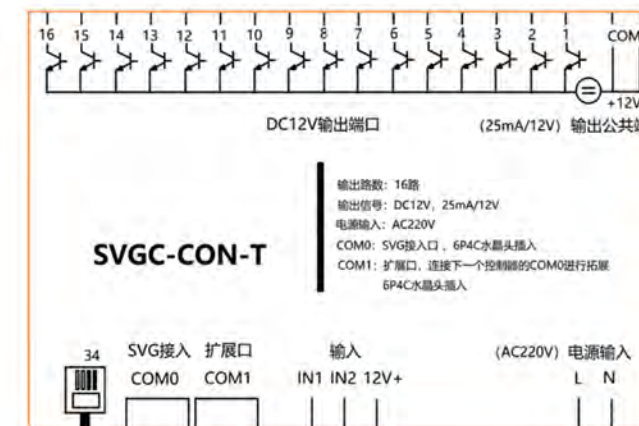 16 15 14 13 12 11 10 9 8 7 6 5 4 3 2 1 COM
+12V
DC12V输出端口 (25mA/12V) 输出公共端
输出路数：16路
输出信号：DC12V，25mA/12V
电源输入：AC220V
COM0：SVG接入口，6P4C水晶头插入
COM1：扩展口，连接下一个控制器的COM0进行拓展
6P4C水晶头插入
SVGC-CON-T
34 SVG接入 扩展口 输入 (AC220V) 电源输入
COM0 COM1 IN1 IN2 12V+ L N